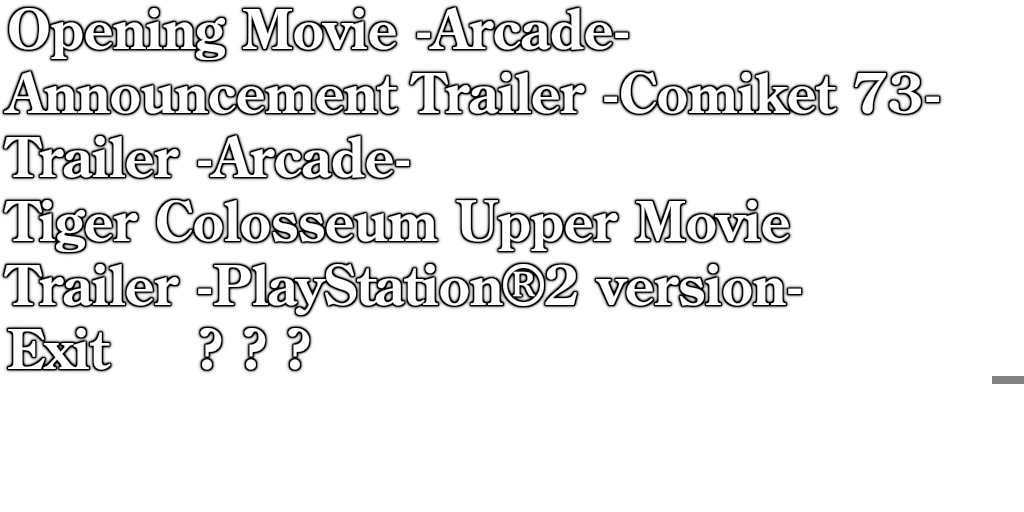 Opening Movie -Arcade-
Announcement Trailer -Comiket 73-
Trailer -Arcade-
Tiger Colosseum Upper Movie
Trailer -PlayStation®2 version-
Exit ? ? ?